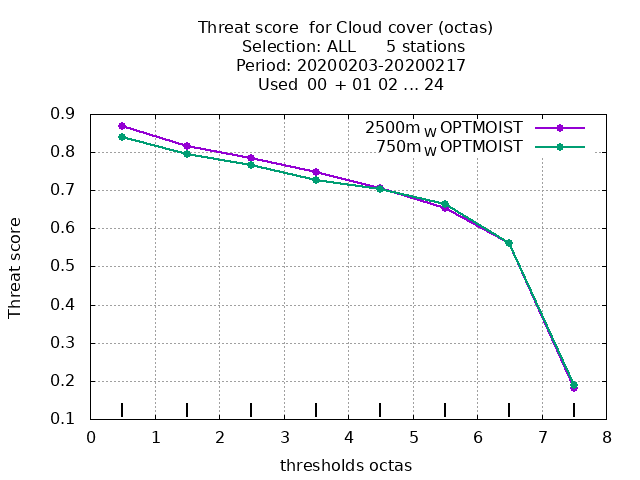 Threat score for Cloud cover (octas)
Selection: ALL 5 stations
Period: 20200203-20200217
Used 00 + 01 02 ... 24
2500m W OPTMOIST
750m W OPTMOIST
Threat score
0.9
0.8
0.7
0.6
0.5
0.4
0.3
0.2
0.1
0 1 2 3 4 5 6 7 8
thresholds octas